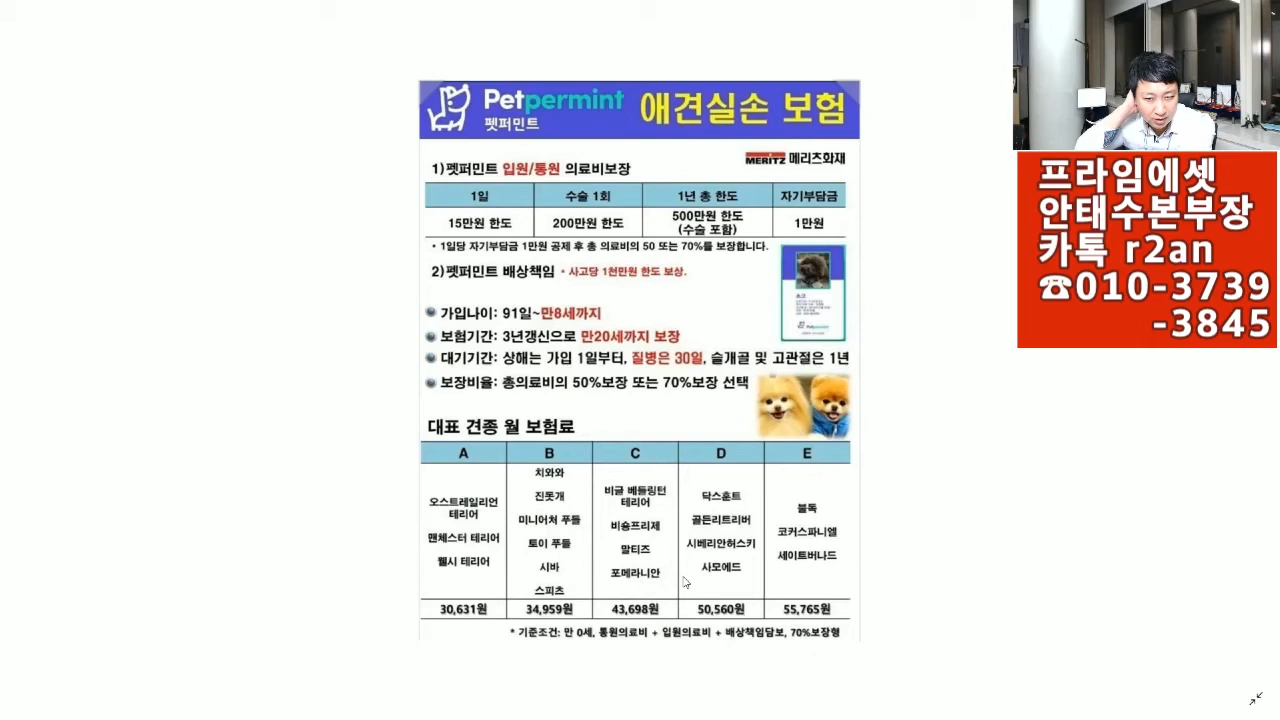 Petpermint
펫퍼민트
애견실손 보험
MERITZ 메리츠화재
1)펫퍼민트 입원/통원 의료비보장
1일 수술 1회 1년 총 한도 자기부담금
15만원 한도 200만원 한도 500만원 한도 (수술 포함) 1만원
• 1일당 자기부담금 1만원 공제 후 총 의료비의 50 또는 70%를 보장합니다.
2)펫퍼민트 배상책임 • 사고당 1천만원 한도 보상.
Petpermint
가입나이: 91일~만8세까지
보험기간: 3년갱신으로 만20세까지 보장
대기기간: 상해는 가입 1일부터, 질병은 30일, 슬개골 및 고관절은 1년
보장비율: 총의료비의 50%보장 또는 70%보장 선택
대표 견종 월 보험료
A B C D E
오스트레일리언
테리어
맨체스터 테리어
웰시 테리어
치와와
진돗개
미니어처 푸들
토이 푸들
시바
스피츠
비글 베들링턴
테리어
비숑프리제
말티즈
포메라니안
닥스훈트
골든리트리버
시베리안허스키
사모예드
불독
코커스파니엘
세이트버나드
30,631원 34,959원 43,698원 50,560원 55,765원
* 기준조건: 만 0세, 통원의료비 + 입원의료비 + 배상책임담보, 70%보장형
프라임에셋
안태수본부장
카톡 r2an
☎010-3739
-3845